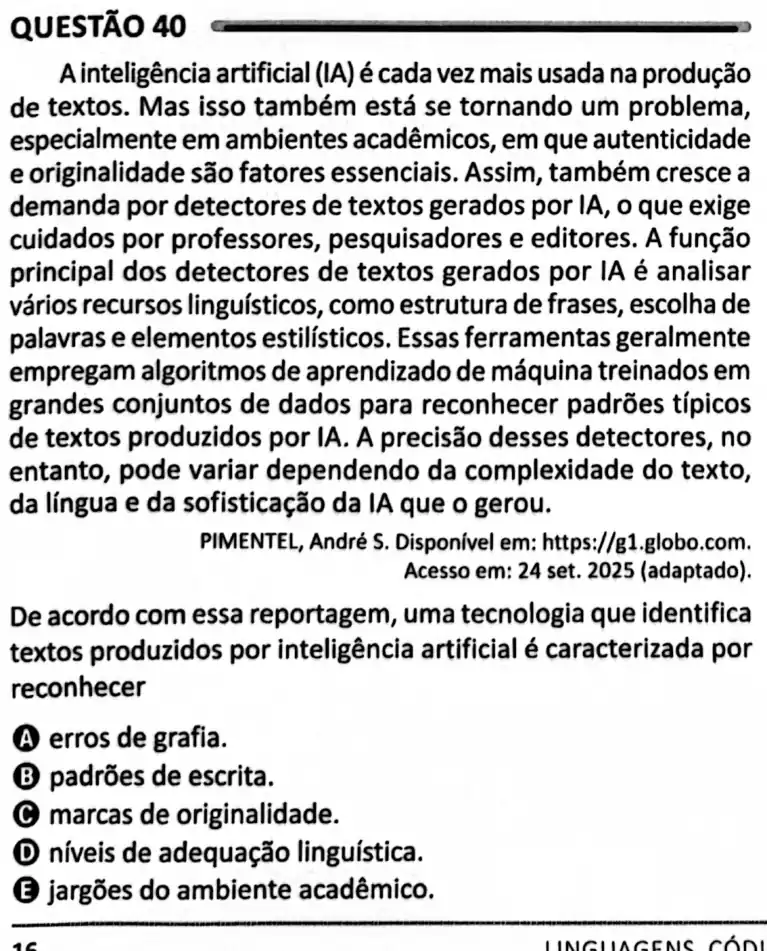 QUESTÃO 40
A inteligência artificial (IA) é cada vez mais usada na produção
de textos. Mas isso também está se tornando um problema,
especialmente em ambientes acadêmicos, em que autenticidade
e originalidade são fatores essenciais. Assim, também cresce a
demanda por detectores de textos gerados por IA, o que exige
cuidados por professores, pesquisadores e editores. A função
principal dos detectores de textos gerados por IA é analisar
vários recursos linguísticos, como estrutura de frases, escolha de
palavras e elementos estilísticos. Essas ferramentas geralmente
empregam algoritmos de aprendizado de máquina treinados em
grandes conjuntos de dados para reconhecer padrões típicos
de textos produzidos por IA. A precisão desses detectores, no
entanto, pode variar dependendo da complexidade do texto,
da língua e da sofisticação da IA que o gerou.
PIMENTEL, André S. Disponível em: https://g1.globo.com.
Acesso em: 24 set. 2025 (adaptado).
De acordo com essa reportagem, uma tecnologia que identifica
textos produzidos por inteligência artificial é caracterizada por
reconhecer
A erros de grafia.
B padrões de escrita.
C marcas de originalidade.
D níveis de adequação linguística.
E jargões do ambiente acadêmico.
16 LINGUAGENS, CÓDI